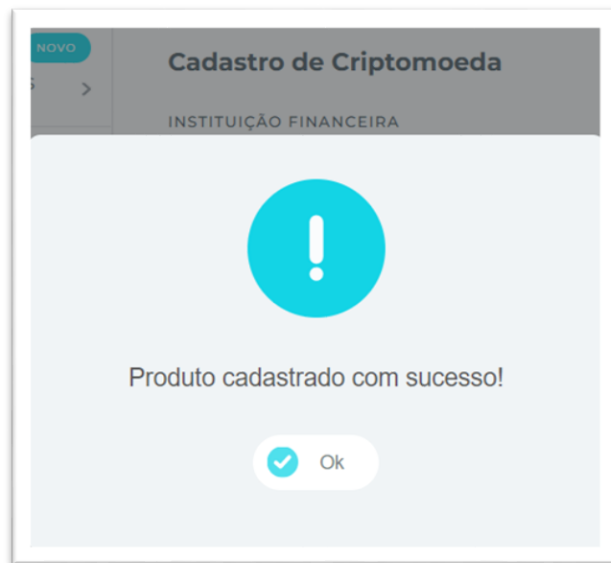 NOVO
S
Cadastro de Criptomoeda
INSTITUIÇÃO FINANCEIRA
!
Produto cadastrado com sucesso!
Ok